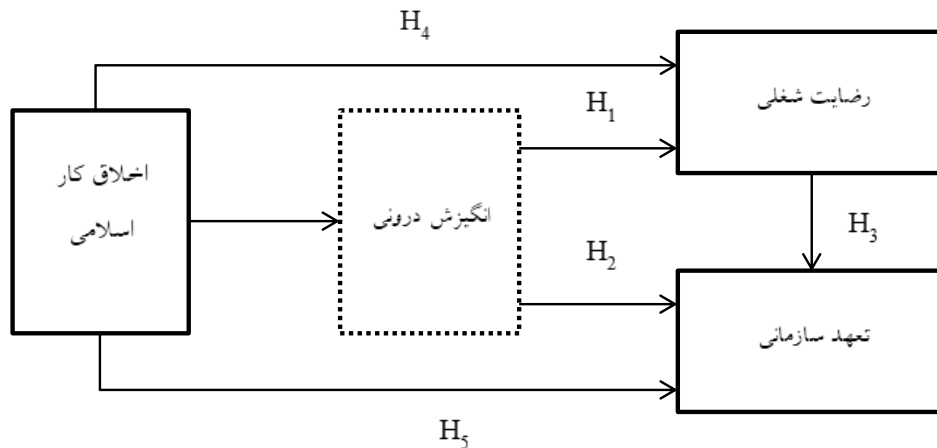 H4
رضایت شغلی
H1
اخلاق کار
اسلامی
انگیزش درونی
H3
H2
تعهد سازمانی
H5